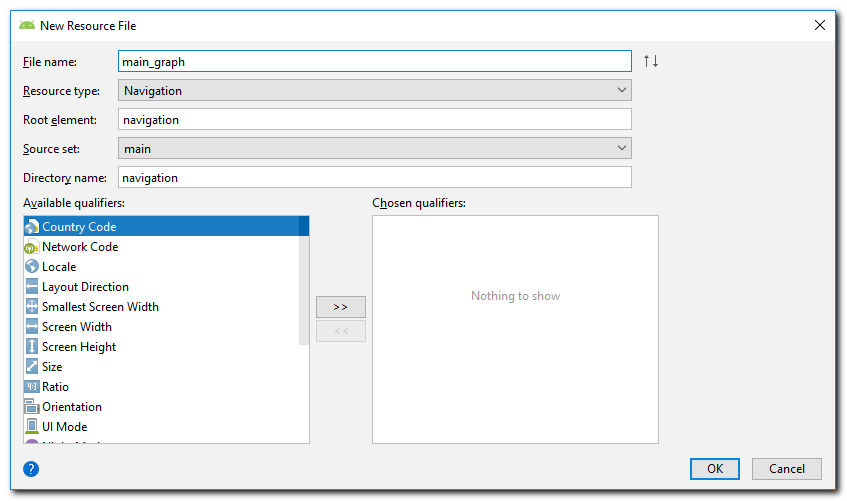 New Resource File
File name: main_graph
Resource type: Navigation
Root element: navigation
Source set: main
Directory name: navigation
Available qualifiers: Chosen qualifiers:
Country Code
Network Code
Locale
Layout Direction
Smallest Screen Width
Screen Width
Screen Height
Size
4:3 Ratio
Orientation
UI Mode
Nothing to show
>>
<<
? OK Cancel